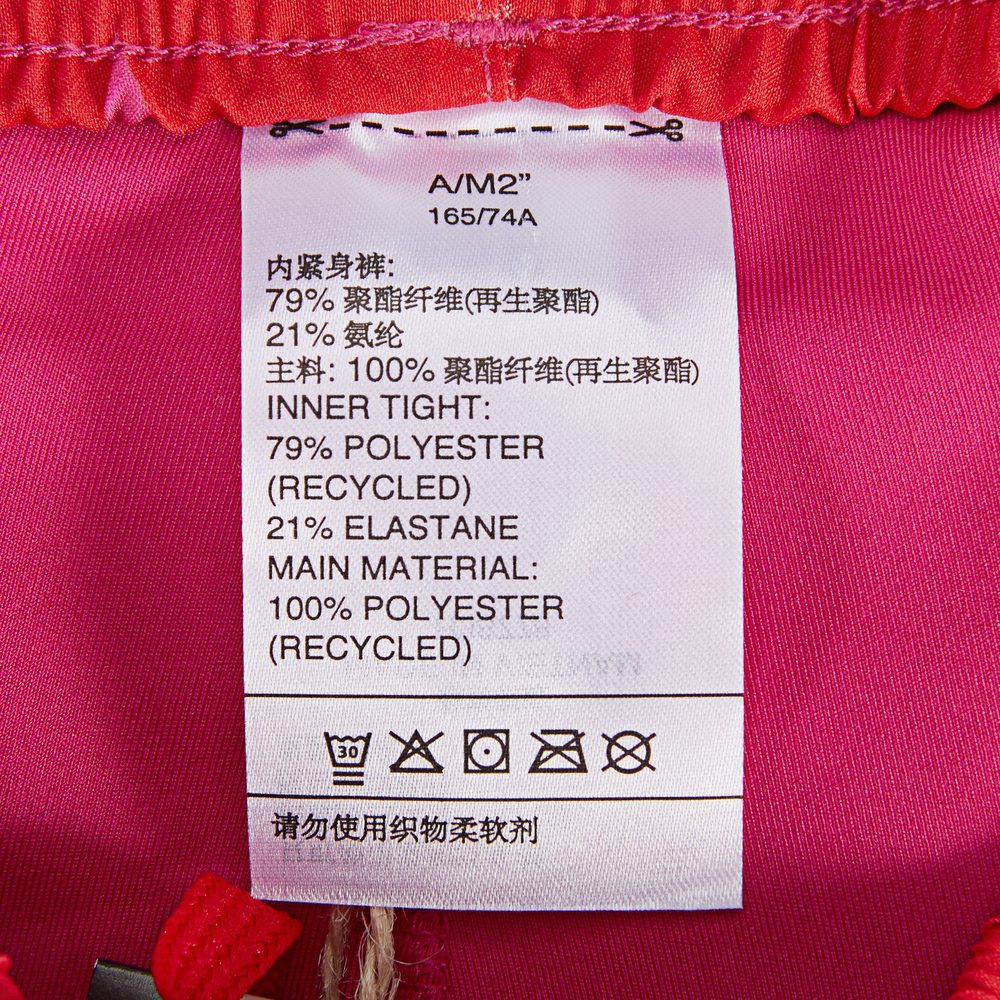 A/M2”
165/74A
内紧身裤:
79% 聚酯纤维(再生聚酯)
21% 氨纶
主料: 100% 聚酯纤维(再生聚酯)
INNER TIGHT:
79% POLYESTER
(RECYCLED)
21% ELASTANE
MAIN MATERIAL:
100% POLYESTER
(RECYCLED)
30
请勿使用织物柔软剂